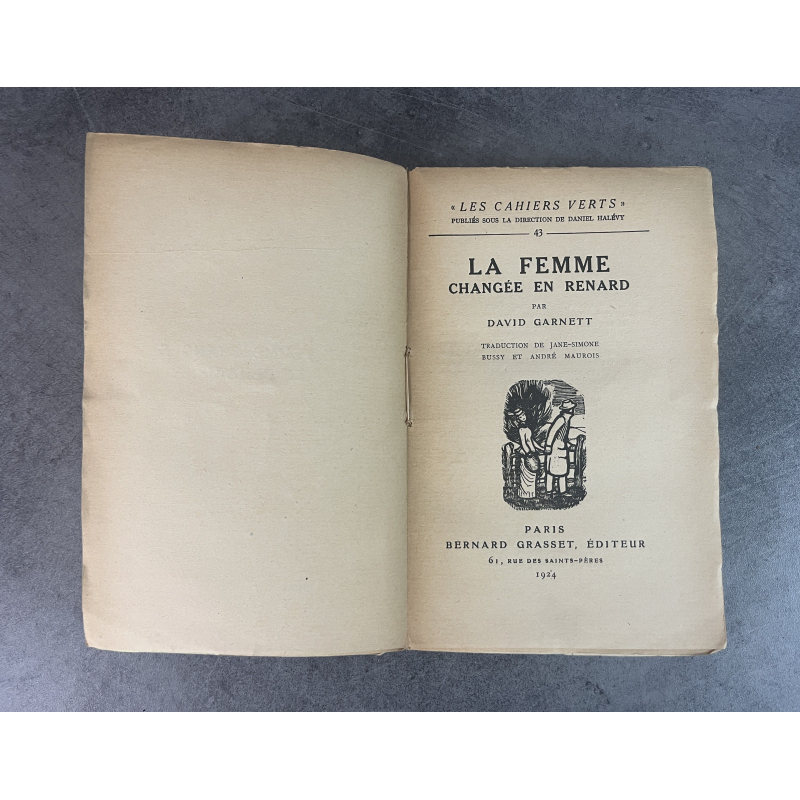 « LES CAHIERS VERTS »
PUBLIÉS SOUS LA DIRECTION DE DANIEL HALÉVY
43
LA FEMME
CHANGÉE EN RENARD
PAR
DAVID GARNETT
TRADUCTION DE JANE-SIMONE
BUSSY ET ANDRÉ MAUROIS
PARIS
BERNARD GRASSET, ÉDITEUR
61, RUE DES SAINTS-PÈRES
1924